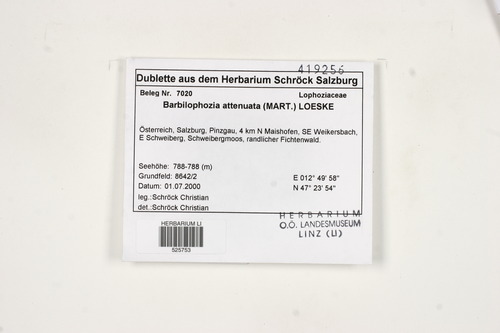 419256
Dublette aus dem Herbarium Schröck Salzburg
Beleg Nr. 7020 Lophoziaceae
Barbilophozia attenuata (MART.) LOESKE
Österreich, Salzburg, Pinzgau, 4 km N Maishofen, SE Weikersbach,
E Schweiberg, Schweibergmoos, randlicher Fichtenwald.
Seehöhe: 788-788 (m)
Grundfeld: 8642/2 E 012° 49' 58"
Datum: 01.07.2000 N 47° 23' 54"
leg.:Schröck Christian
det.:Schröck Christian
HERBARIUM LI
525753
HERBARIUM
O.Ö. LANDESMUSEUM
LINZ (LI)